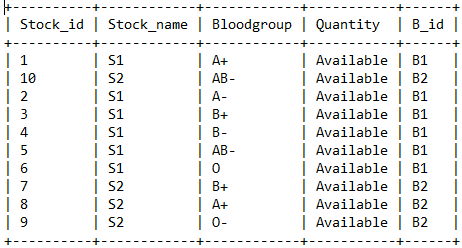 +----------+------------+------------+-----------+------+
| Stock_id | Stock_name | Bloodgroup | Quantity  | B_id |
+----------+------------+------------+-----------+------+
| 1        | S1         | A+         | Available | B1   |
| 10       | S2         | AB-        | Available | B2   |
| 2        | S1         | A-         | Available | B1   |
| 3        | S1         | B+         | Available | B1   |
| 4        | S1         | B-         | Available | B1   |
| 5        | S1         | AB-        | Available | B1   |
| 6        | S1         | O          | Available | B1   |
| 7        | S2         | B+         | Available | B2   |
| 8        | S2         | A+         | Available | B2   |
| 9        | S2         | O-         | Available | B2   |
+----------+------------+------------+-----------+------+